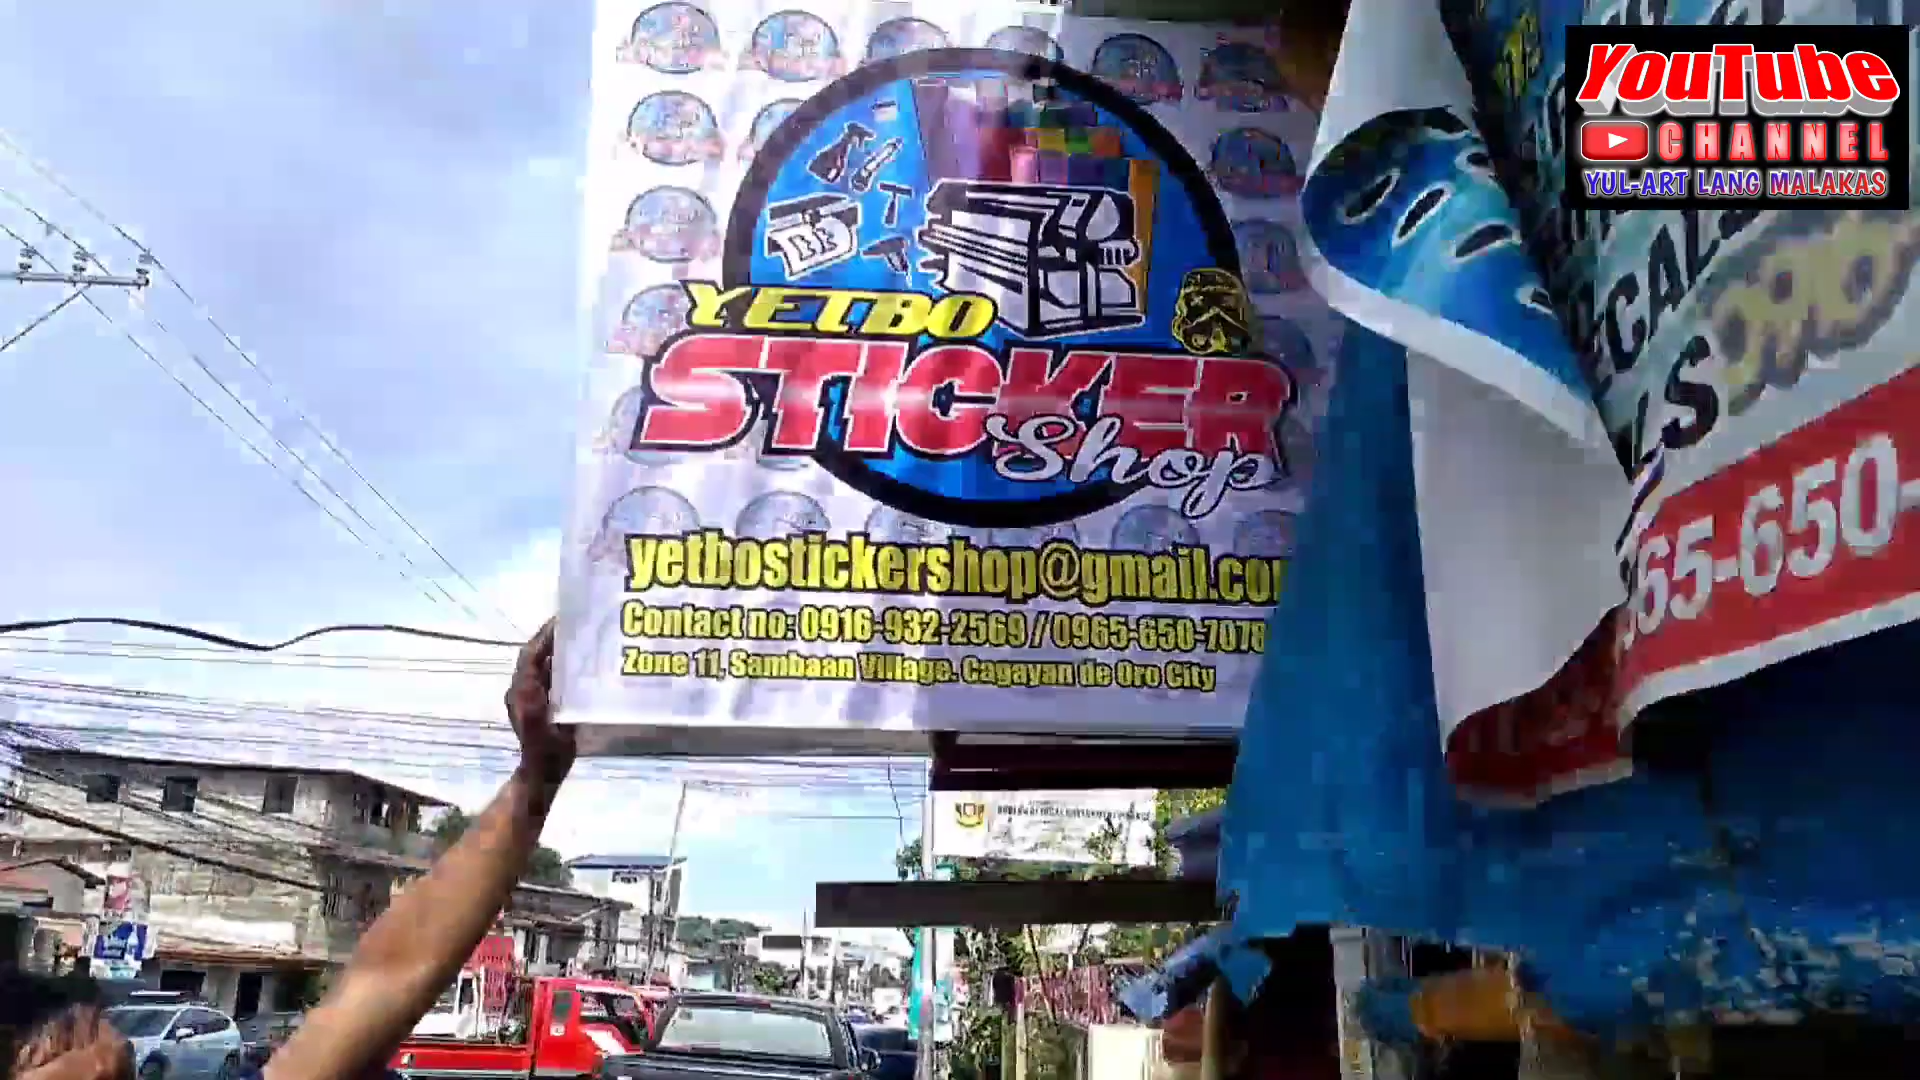 YouTube
CHANNEL
YUL-ART LANG MALAKAS
YETBO
STICKER
Shop
yetbostickershop@gmail.co
Contact no: 0916-932-2569 / 0965-650-7078
Zone 11, Sambaan Village. Cagayan de Oro City
65-650-